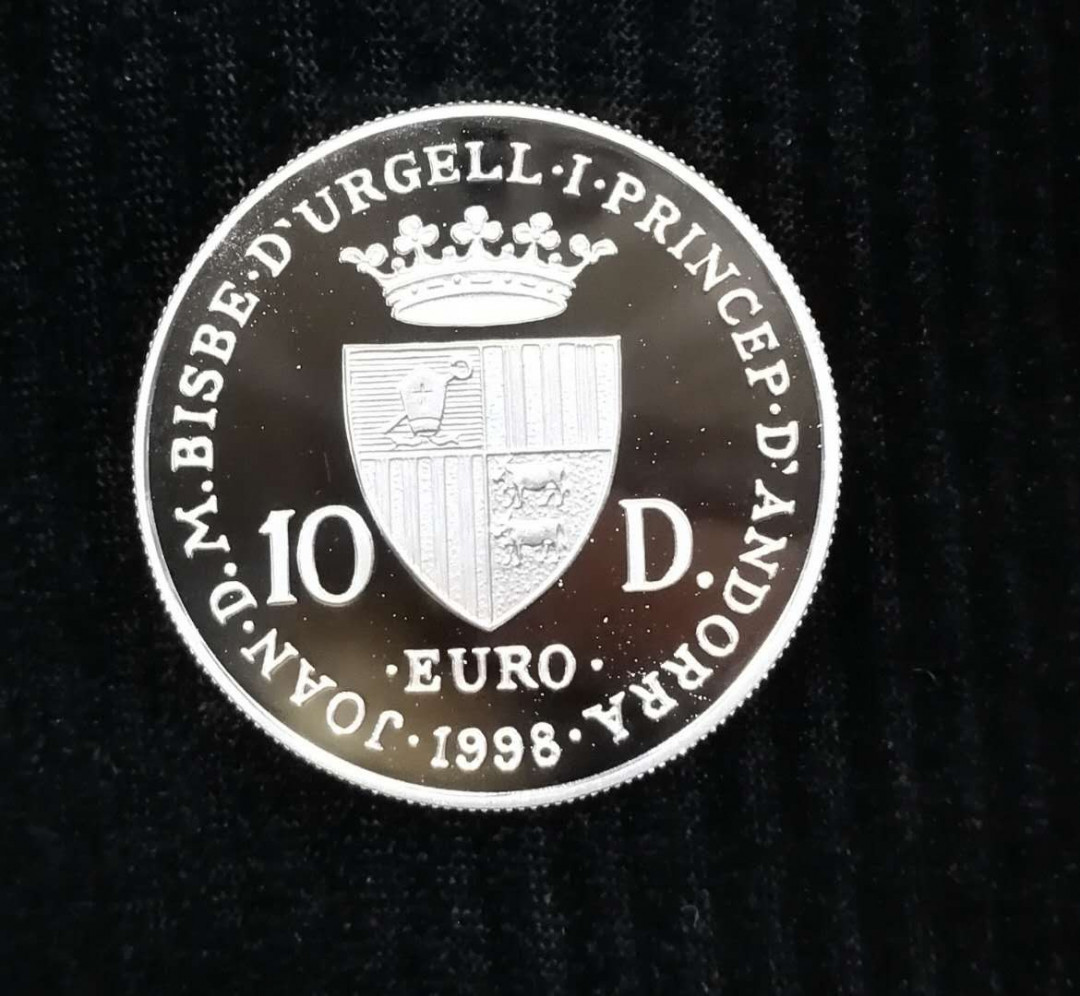 JOAN·D.M.BISBE·D'URGELL·I·PRINCEP·D'ANDORRA
10 D.
·EURO·
·1998·